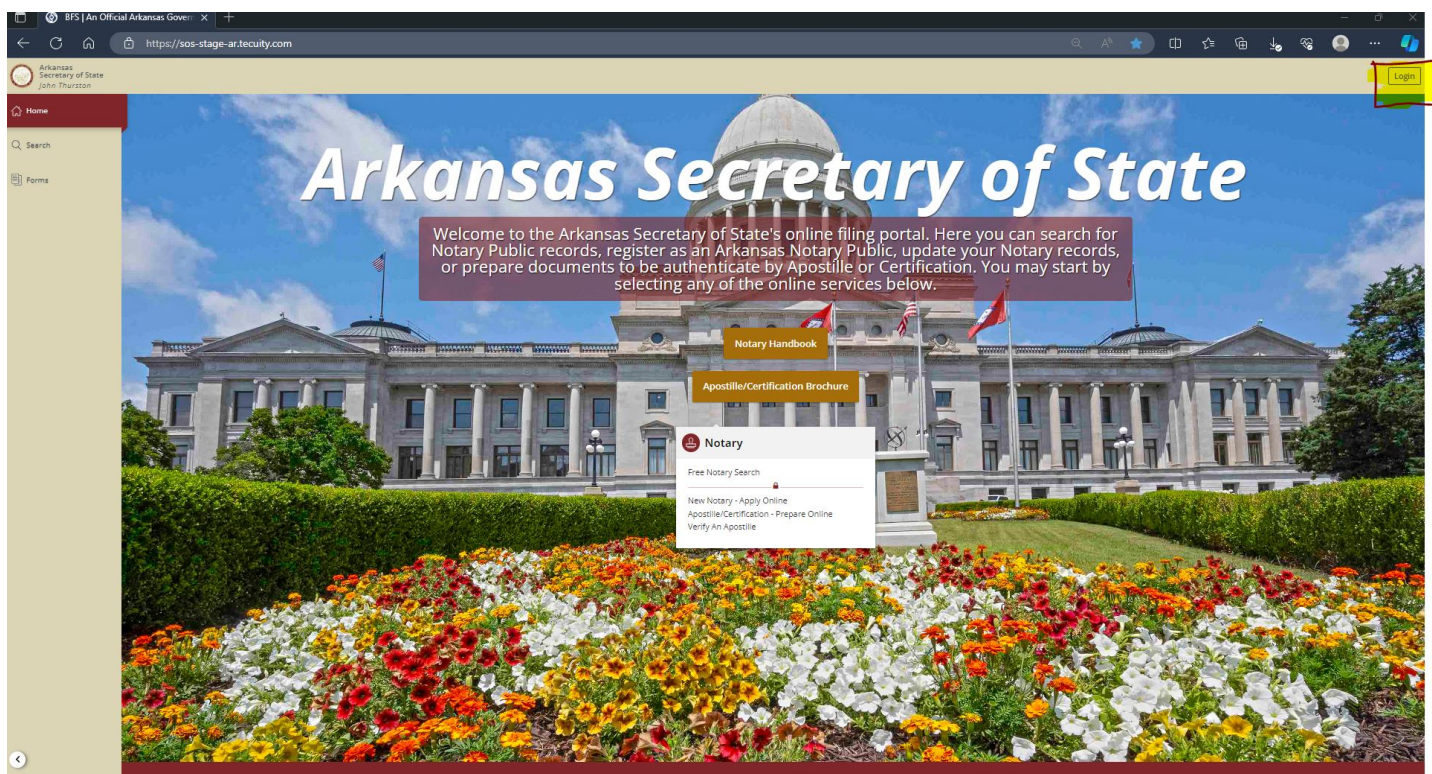 BFS | An Official Arkansas Govern
https://sos-stage-ar.tecuity.com
Arkansas
Secretary of State
John Thurston
Login
Home
Search
Forms
Arkansas Secretary of State
Welcome to the Arkansas Secretary of State's online filing portal. Here you can search for
Notary Public records, register as an Arkansas Notary Public, update your Notary records,
or prepare documents to be authenticate by Apostille or Certification. You may start by
selecting any of the online services below.
Notary Handbook
Apostille/Certification Brochure
Notary
Free Notary Search
New Notary - Apply Online
Apostille/Certification - Prepare Online
Verify An Apostille